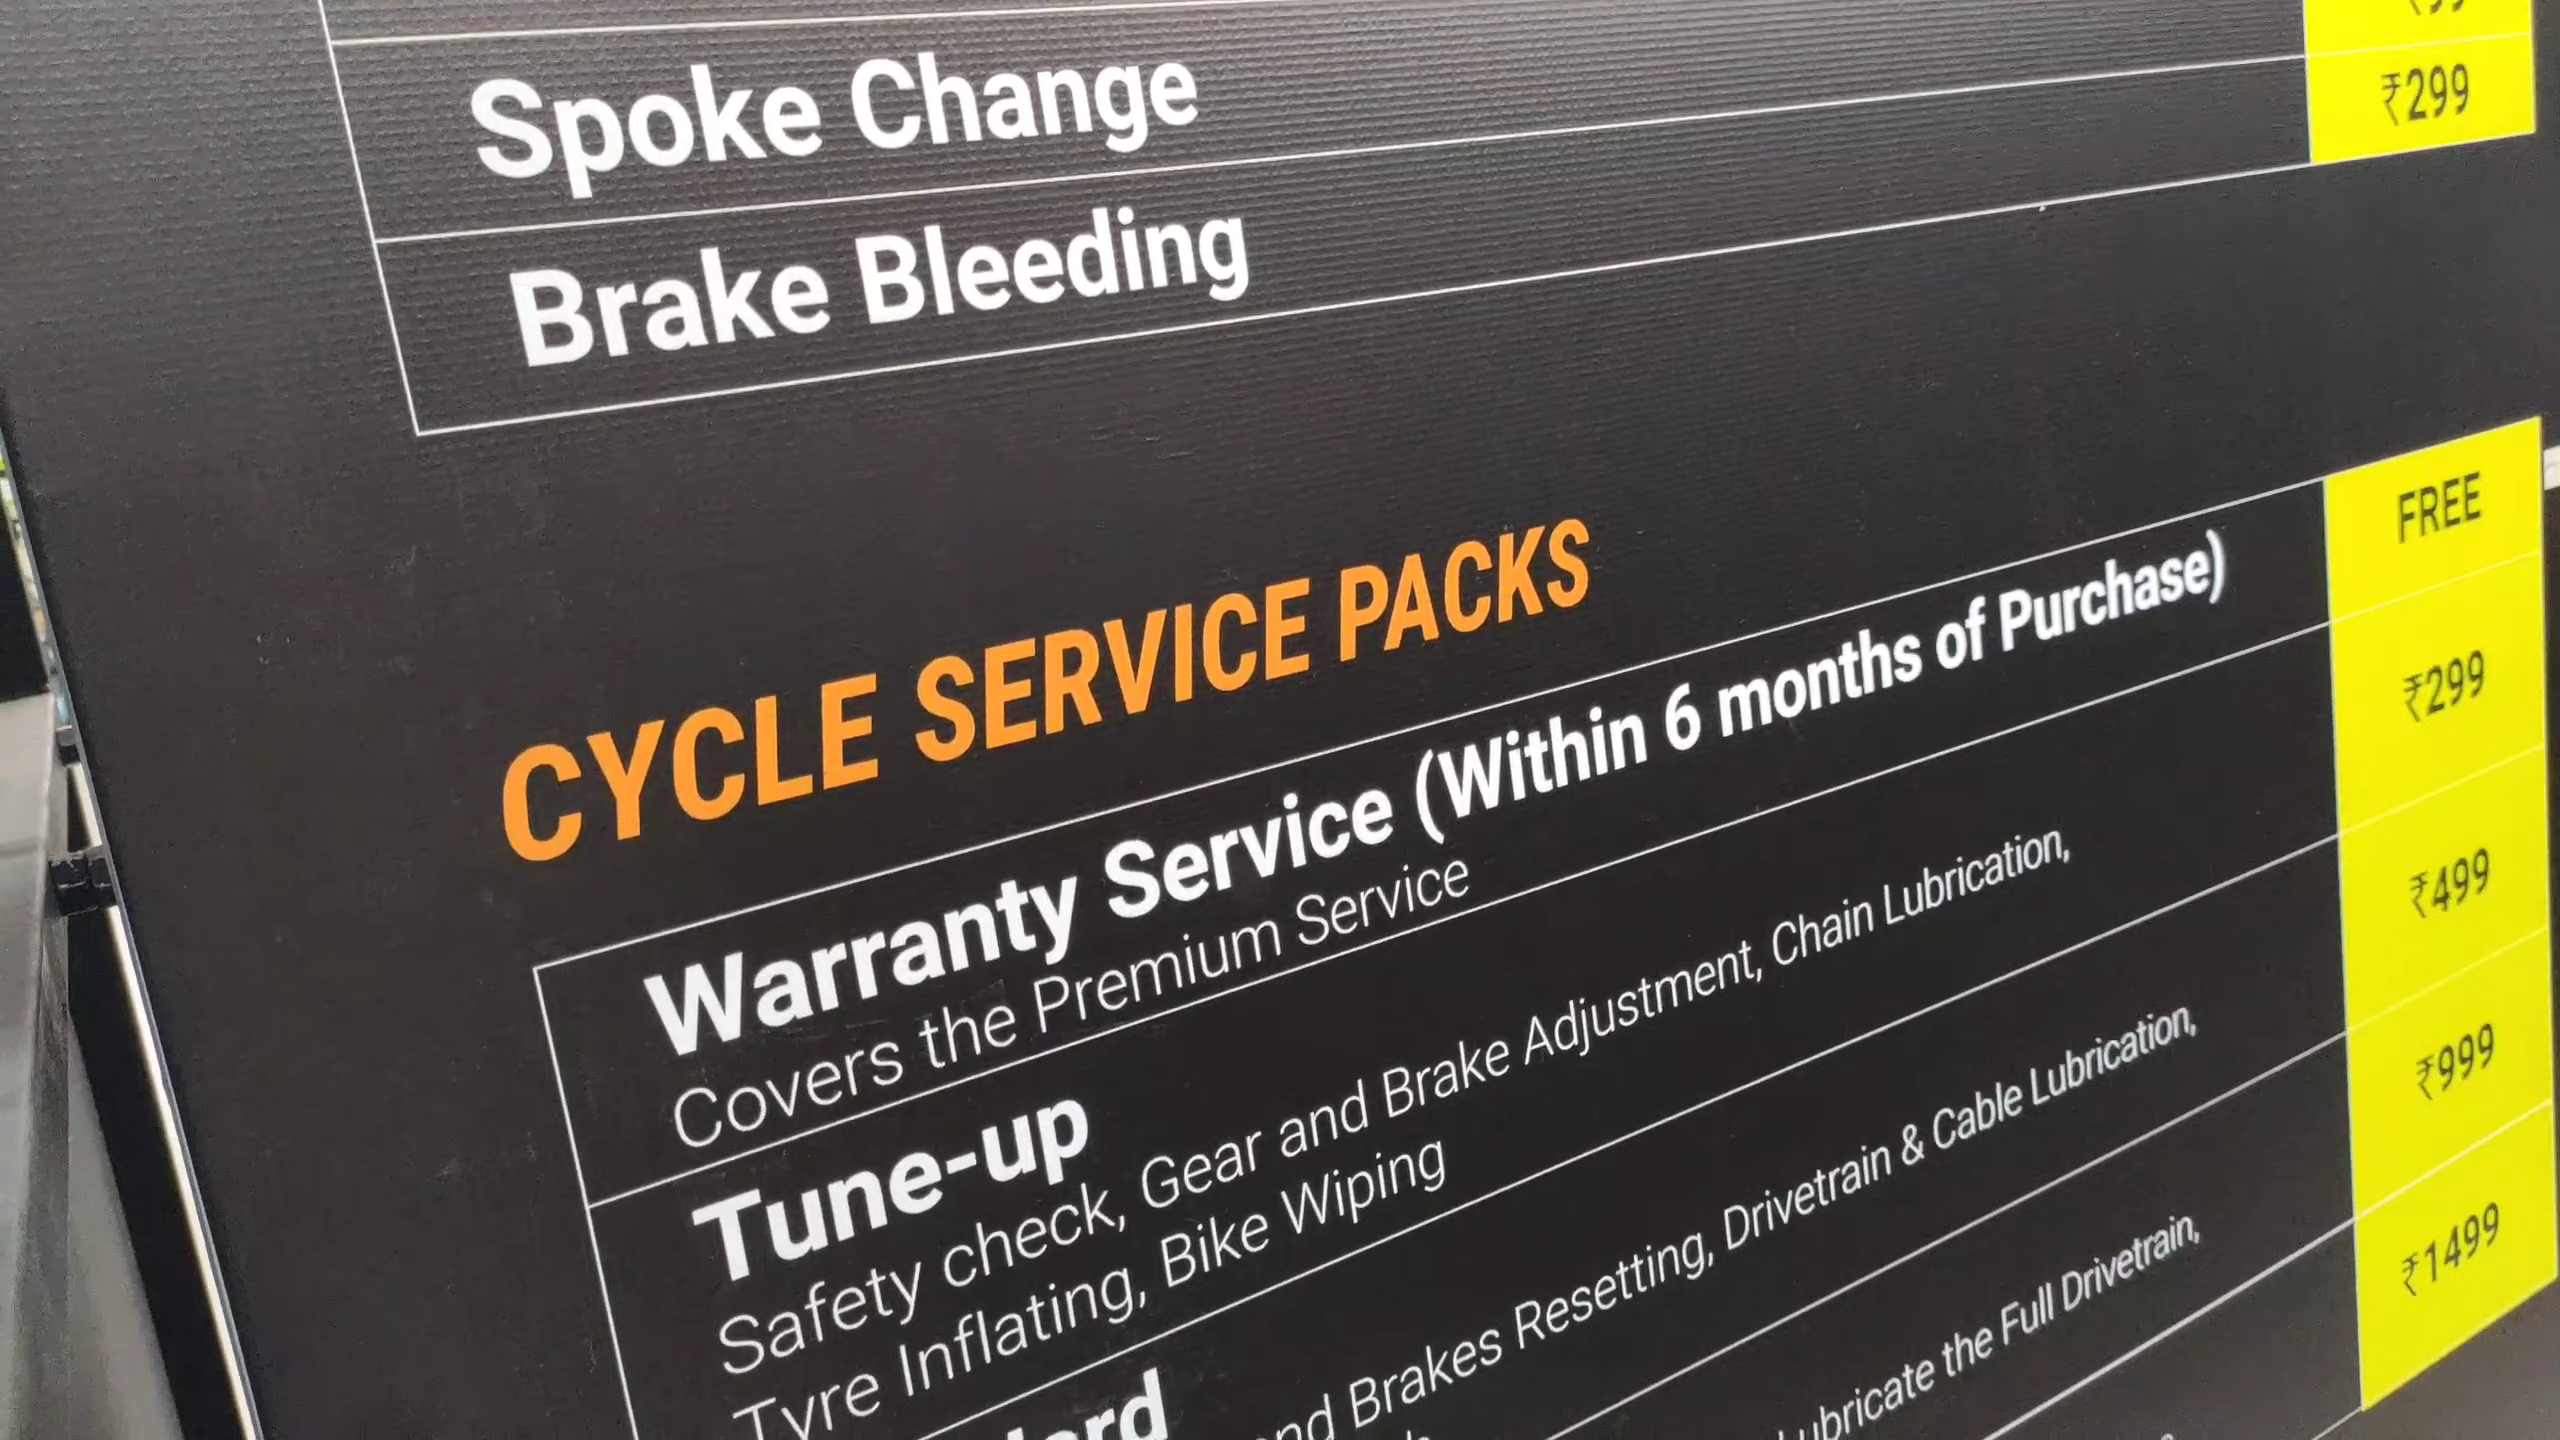 Spoke Change ₹99
Brake Bleeding ₹299
CYCLE SERVICE PACKS
Warranty Service (Within 6 months of Purchase) FREE
Covers the Premium Service
Tune-up ₹299
Safety check, Gear and Brake Adjustment, Chain Lubrication,
Tyre Inflating, Bike Wiping
₹499
Brakes Resetting, Drivetrain & Cable Lubrication,
₹999
the Full Drivetrain,
₹1499